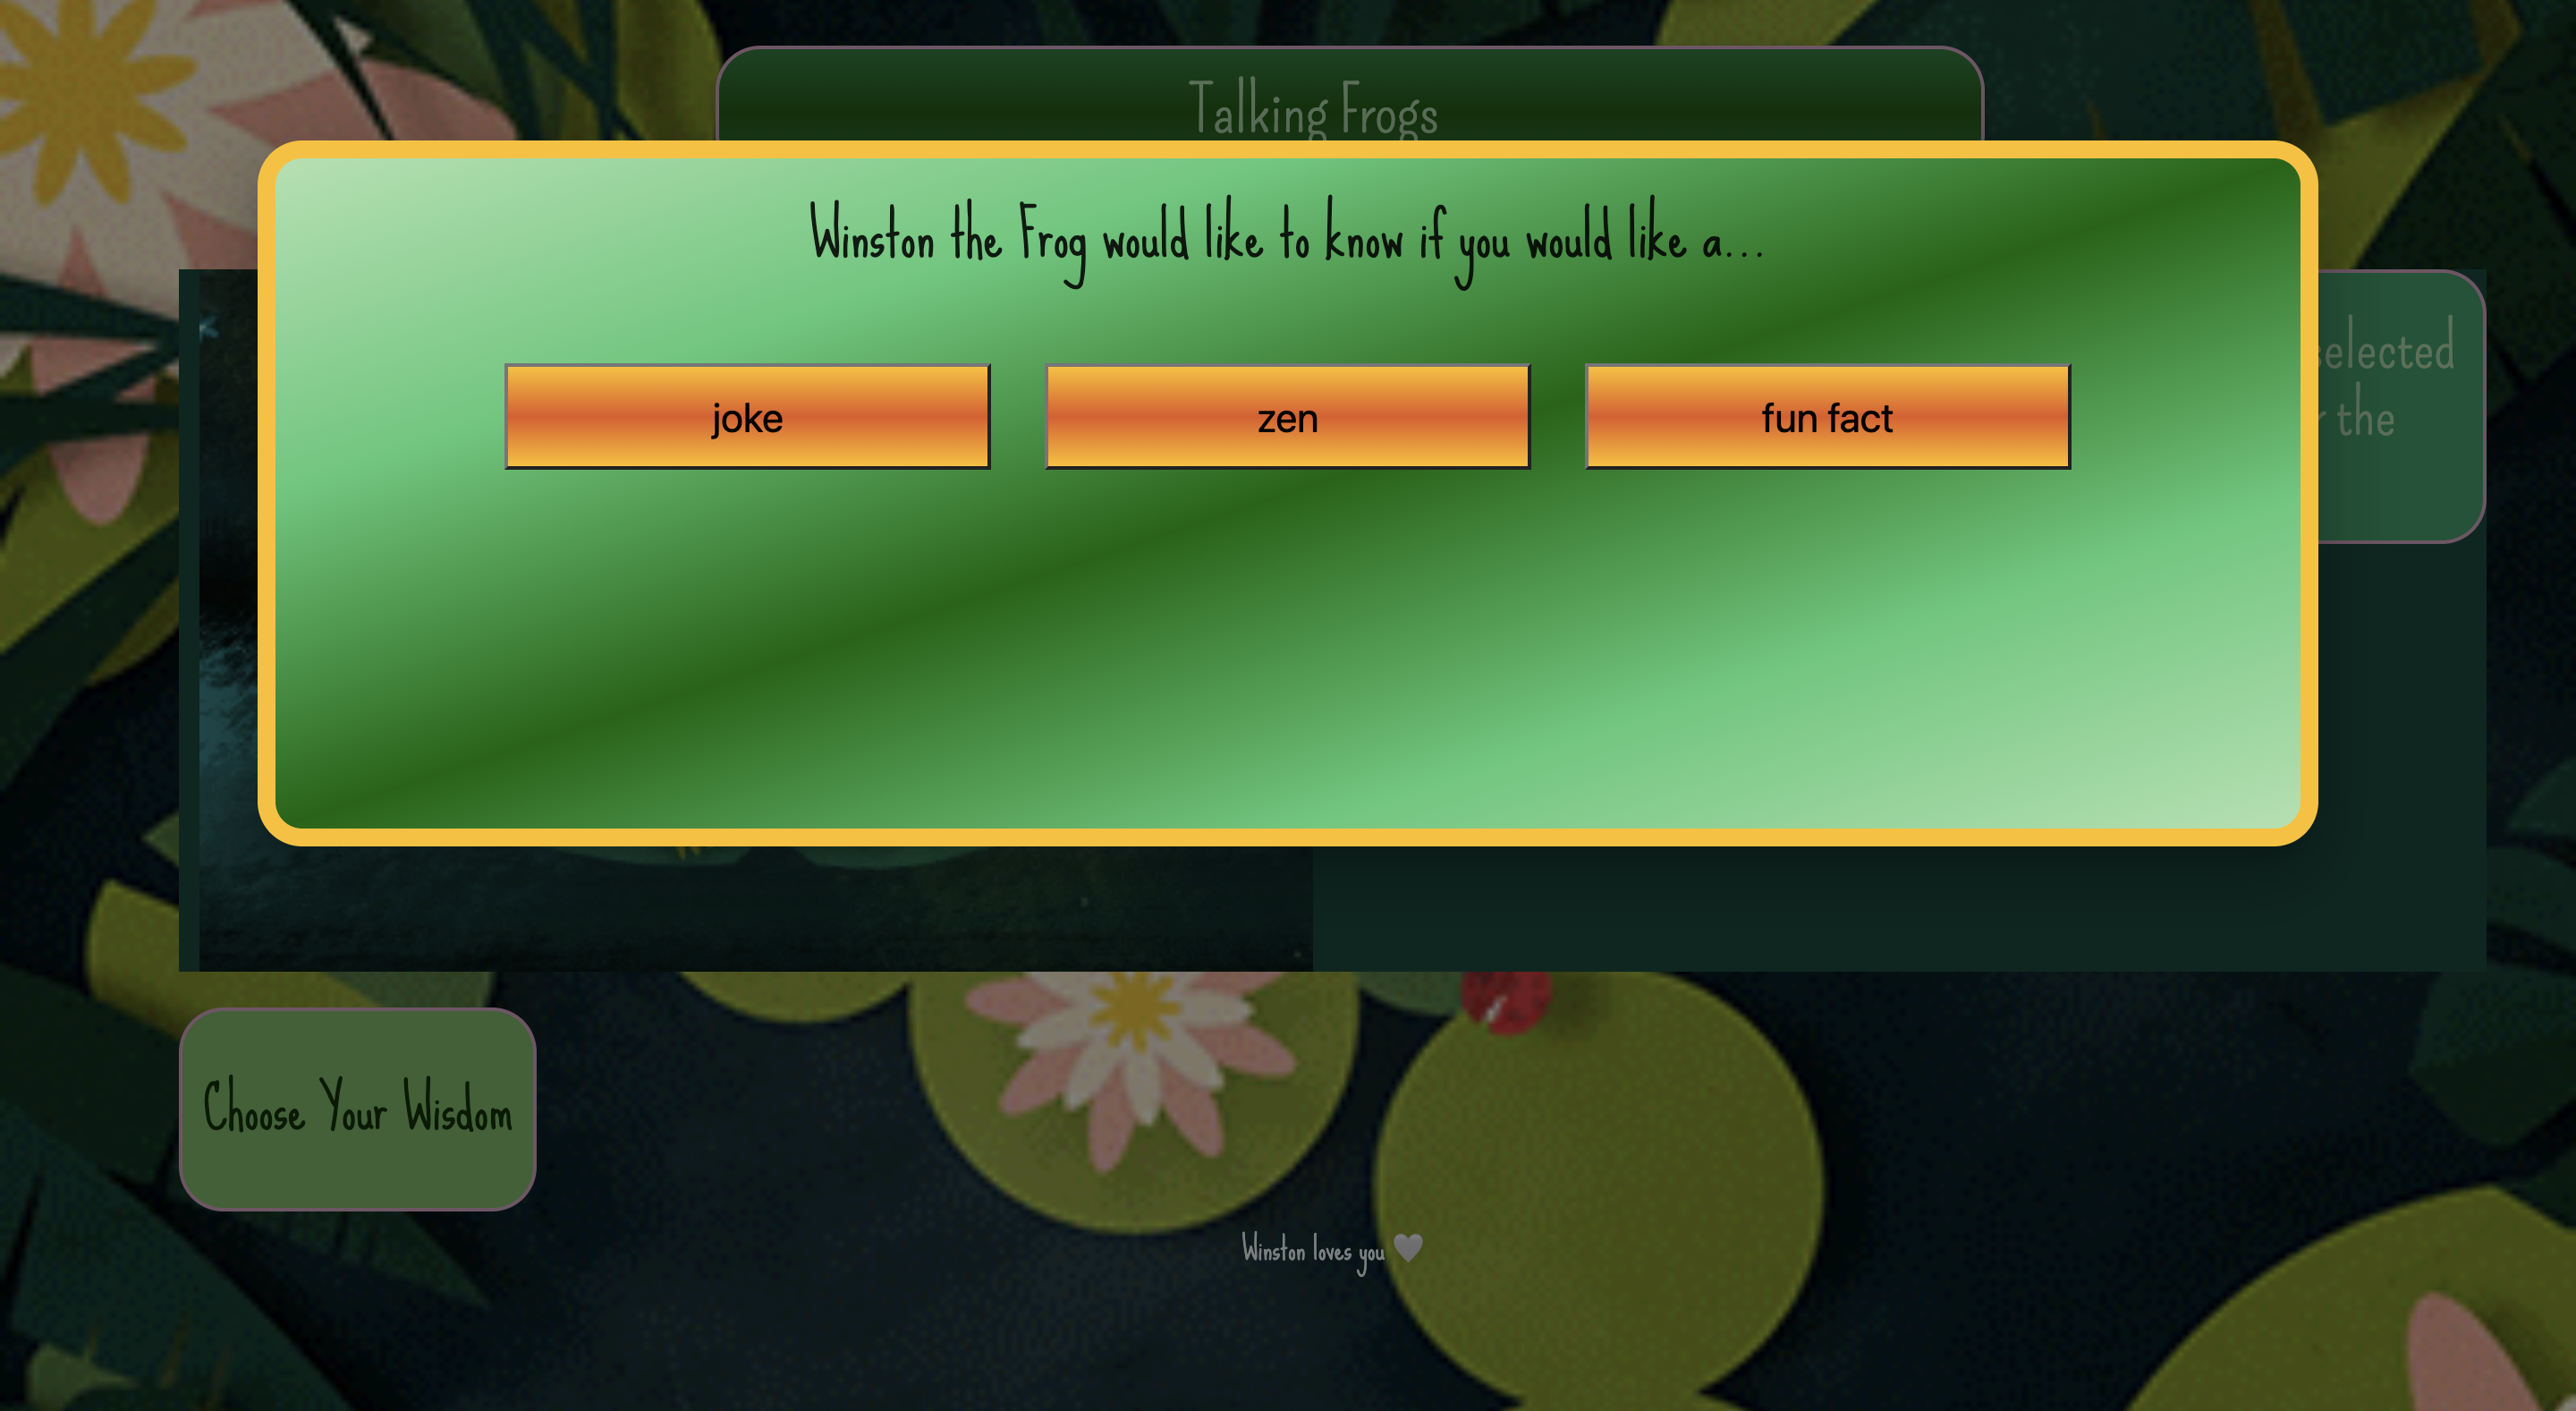 Talking Frogs
Winston the Frog would like to know if you would like a...
joke
zen
fun fact
selected
the
Choose Your Wisdom
Winston loves you 🖤